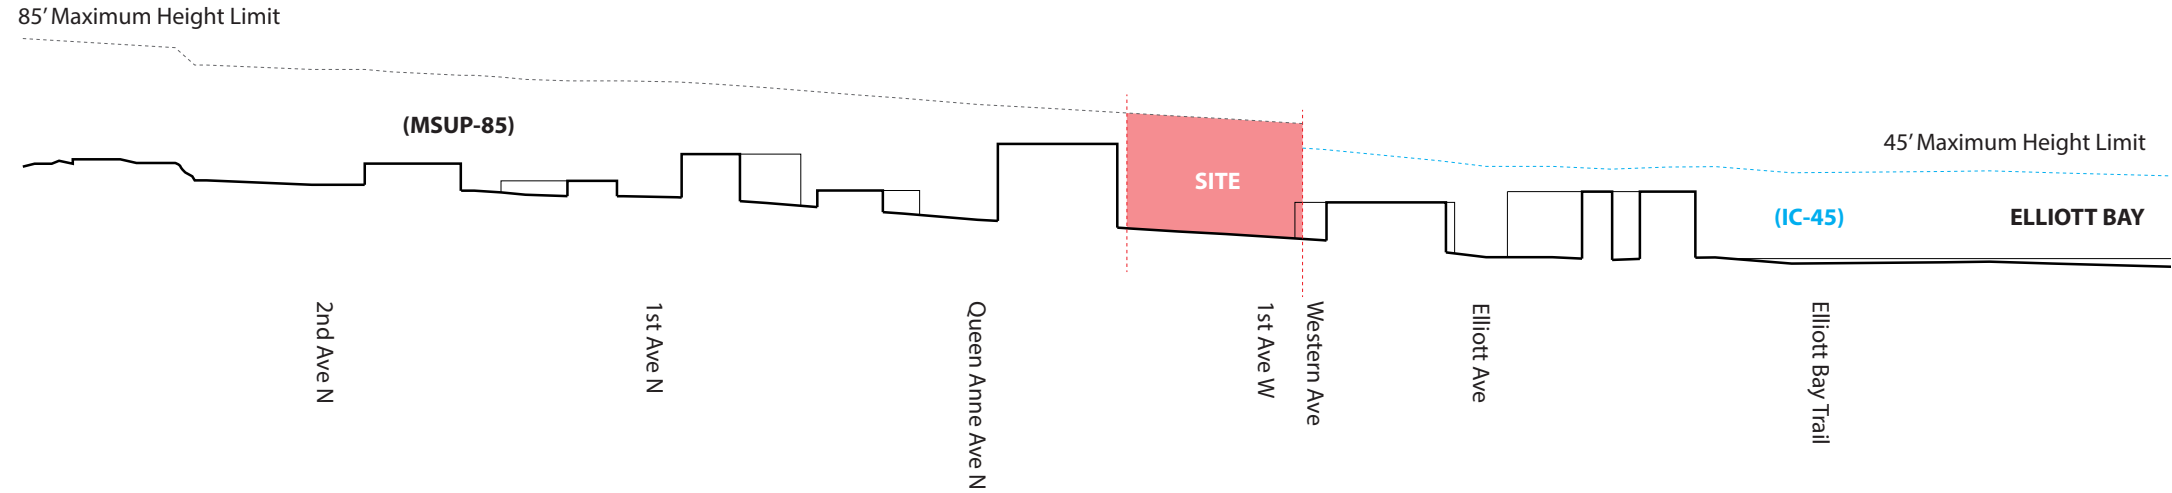 85’ Maximum Height Limit
(MSUP-85)
45’ Maximum Height Limit
SITE
(IC-45)
ELLIOTT BAY
2nd Ave N
1st Ave N
Queen Anne Ave N
1st Ave W
Western Ave
Elliott Ave
Elliott Bay Trail